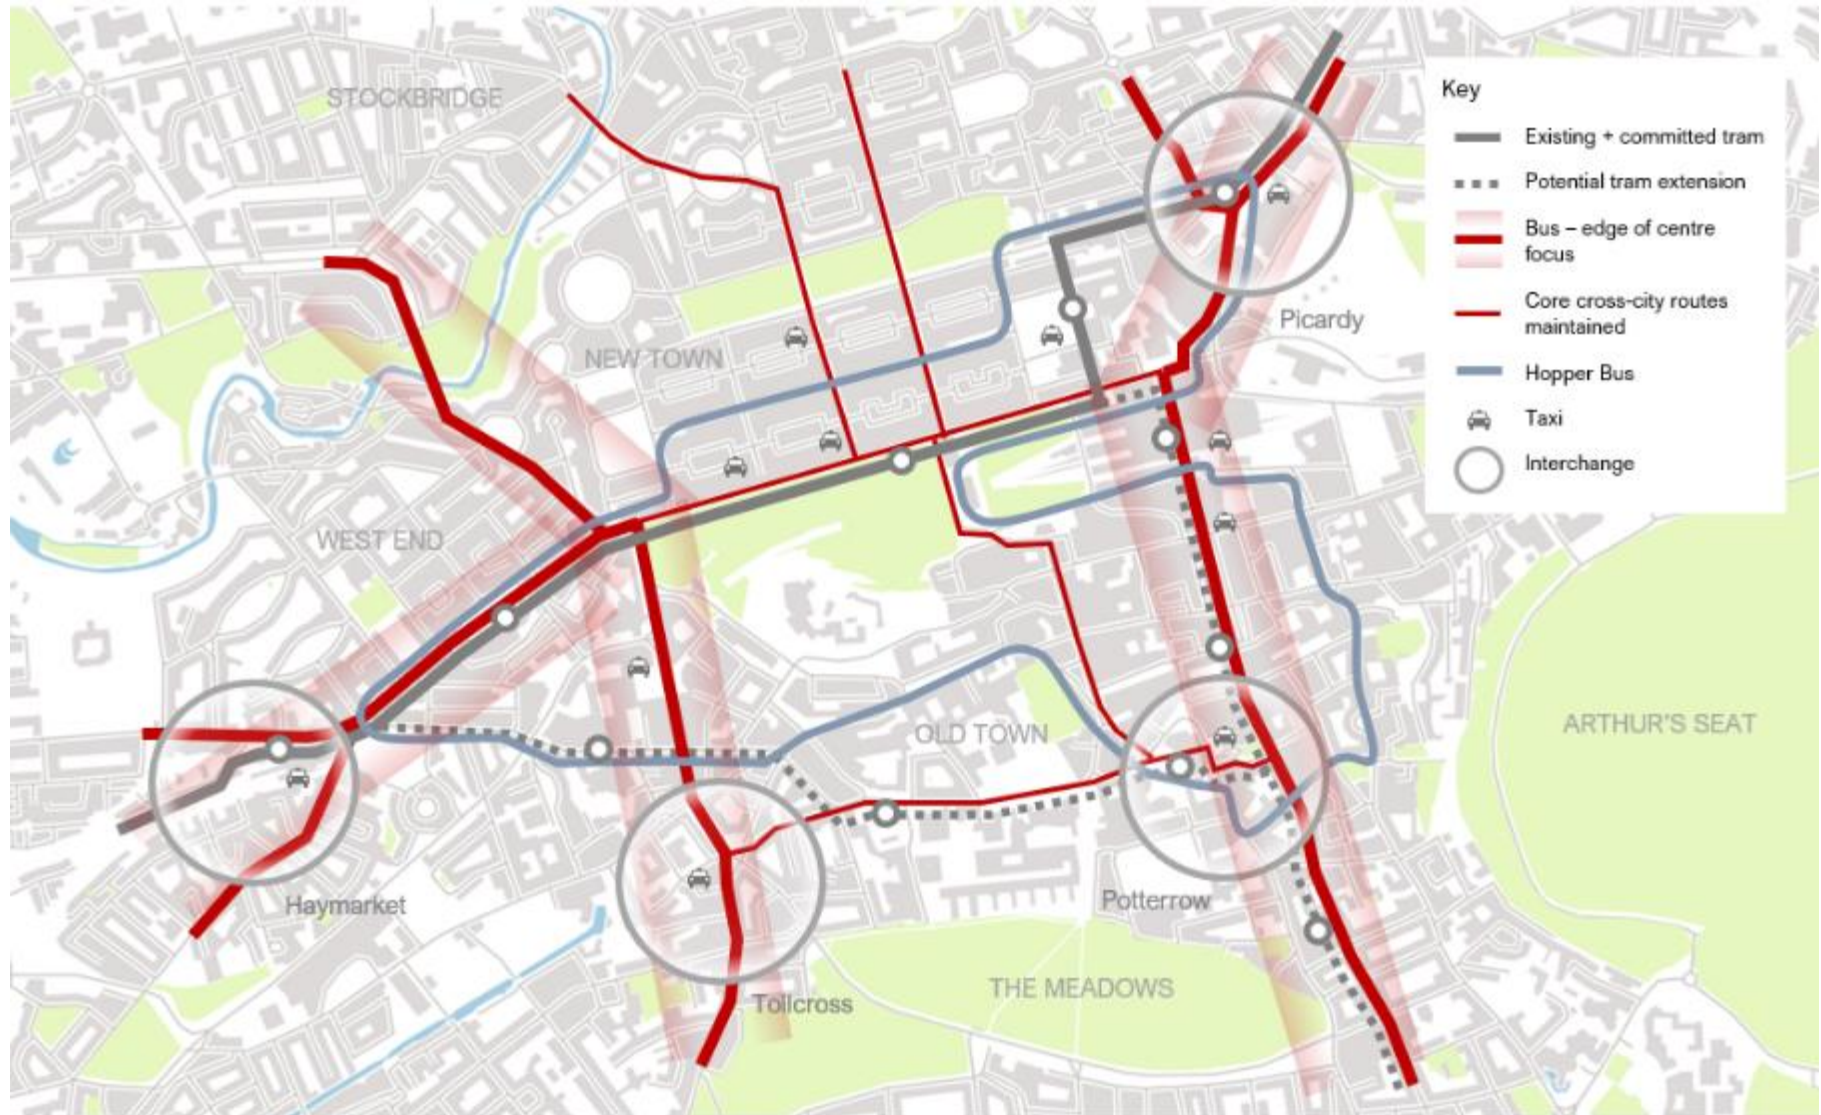 STOCKBRIDGE
NEW TOWN
WEST END
OLD TOWN
ARTHUR'S SEAT
THE MEADOWS
Picardy
Haymarket
Tollcross
Potterrow
Key
Existing + committed tram
Potential tram extension
Bus – edge of centre
focus
Core cross-city routes
maintained
Hopper Bus
Taxi
Interchange